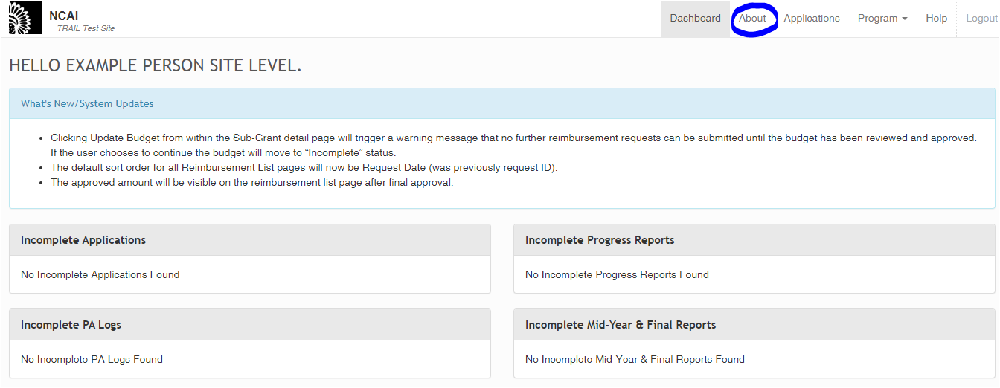 NCAI
TRAIL Test Site
Dashboard About Applications Program Help Logout
HELLO EXAMPLE PERSON SITE LEVEL.
What's New/System Updates
• Clicking Update Budget from within the Sub-Grant detail page will trigger a warning message that no further reimbursement requests can be submitted until the budget has been reviewed and approved.
If the user chooses to continue the budget will move to “Incomplete” status.
• The default sort order for all Reimbursement List pages will now be Request Date (was previously request ID).
• The approved amount will be visible on the reimbursement list page after final approval.
Incomplete Applications
No Incomplete Applications Found
Incomplete Progress Reports
No Incomplete Progress Reports Found
Incomplete PA Logs
No Incomplete PA Logs Found
Incomplete Mid-Year & Final Reports
No Incomplete Mid-Year & Final Reports Found